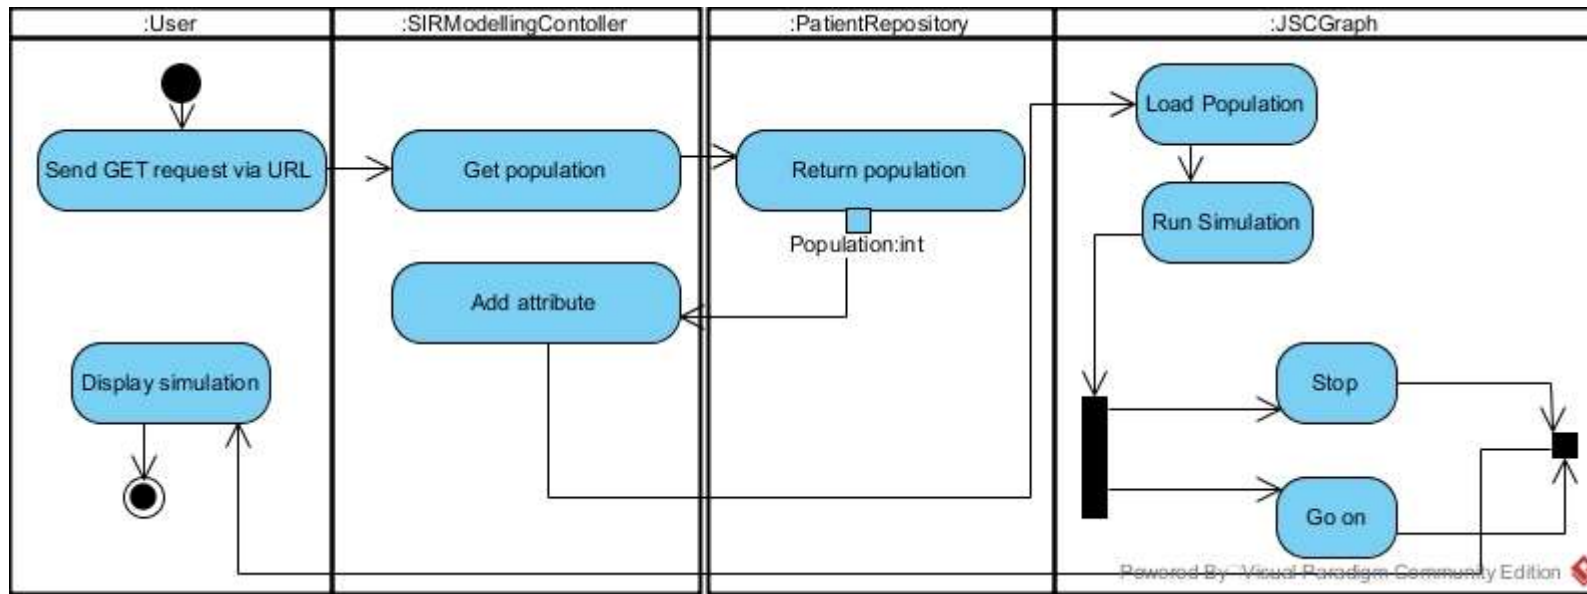 :User
:SIRModellingContoller
:PatientRepository
:JSCGraph
Load Population
Send GET request via URL
Get population
Return population
Run Simulation
Population:int
Add attribute
Display simulation
Stop
Go on
Powered By Visual Paradigm Community Edition